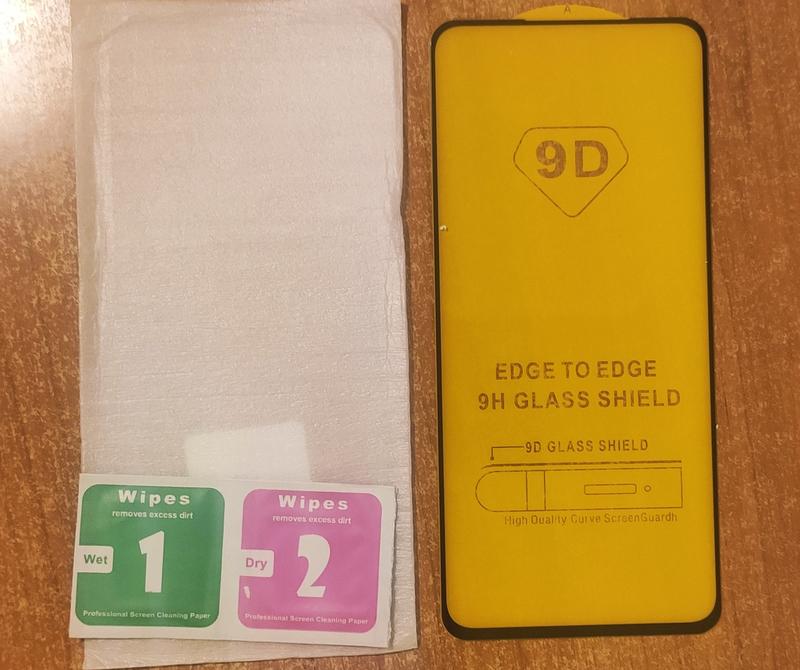 Wipes
removes excess dirt
Wet
1
Professional Screen Cleaning Paper
Wipes
removes excess dirt
Dry
2
Professional Screen Cleaning Paper
A
9D
EDGE TO EDGE
9H GLASS SHIELD
9D GLASS SHIELD
High Quality Curve ScreenGuardh